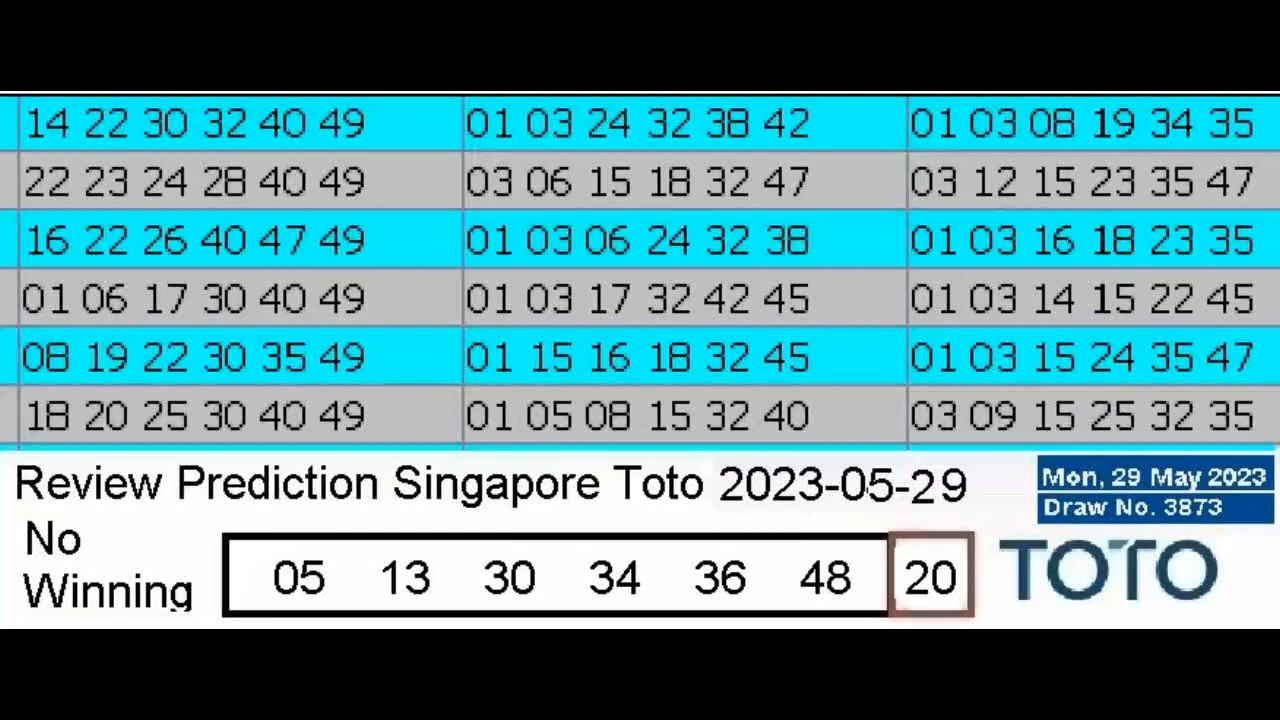 14 22 30 32 40 49 01 03 24 32 38 42 01 03 08 19 34 35
22 23 24 28 40 49 03 06 15 18 32 47 03 12 15 23 35 47
16 22 26 40 47 49 01 03 06 24 32 38 01 03 16 18 23 35
01 06 17 30 40 49 01 03 17 32 42 45 01 03 14 15 22 45
08 19 22 30 35 49 01 15 16 18 32 45 01 03 15 24 35 47
18 20 25 30 40 49 01 05 08 15 32 40 03 09 15 25 32 35
Review Prediction Singapore Toto 2023-05-29
Mon, 29 May 2023
Draw No. 3873
No
Winning
05 13 30 34 36 48 20
TOTO